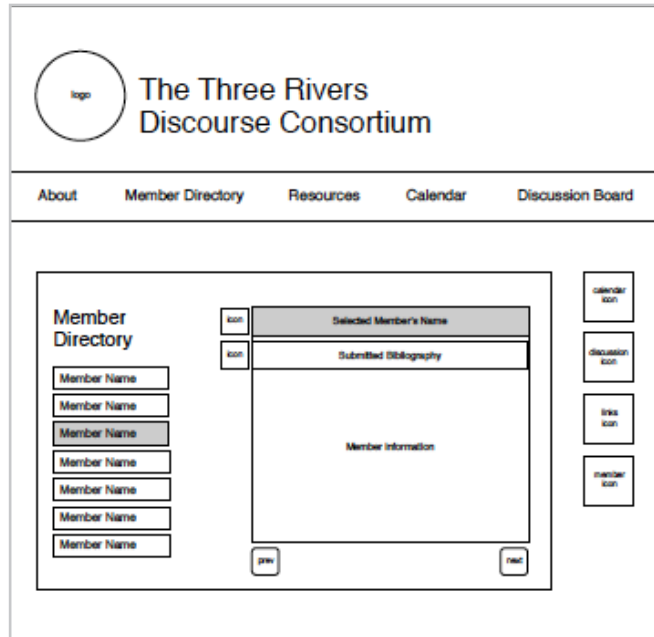 logo
The Three Rivers
Discourse Consortium
About Member Directory Resources Calendar Discussion Board
Member
Directory
Member Name
Member Name
Member Name
Member Name
Member Name
Member Name
Member Name
icon
Selected Member's Name
icon
Submitted Bibliography
Member Information
prev
next
calendar
icon
discussion
icon
links
icon
member
icon